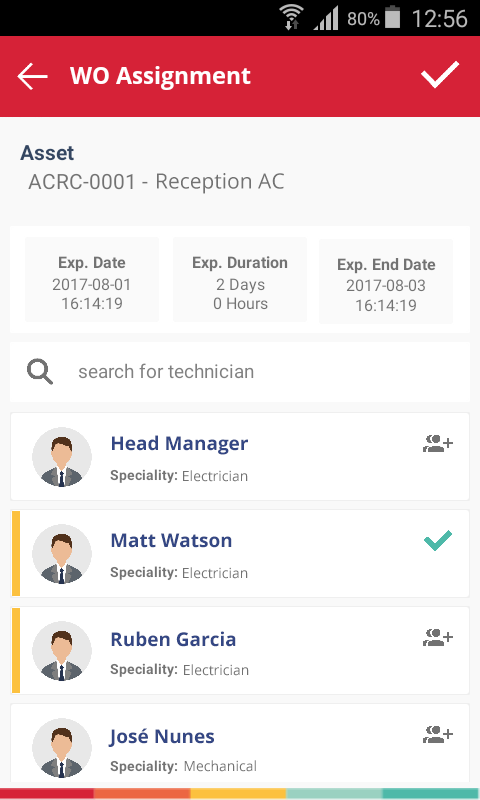 80% 12:56
WO Assignment
Asset
ACRC-0001 - Reception AC
Exp. Date
2017-08-01
16:14:19
Exp. Duration
2 Days
0 Hours
Exp. End Date
2017-08-03
16:14:19
search for technician
Head Manager
Speciality: Electrician
Matt Watson
Speciality: Electrician
Ruben Garcia
Speciality: Electrician
José Nunes
Speciality: Mechanical